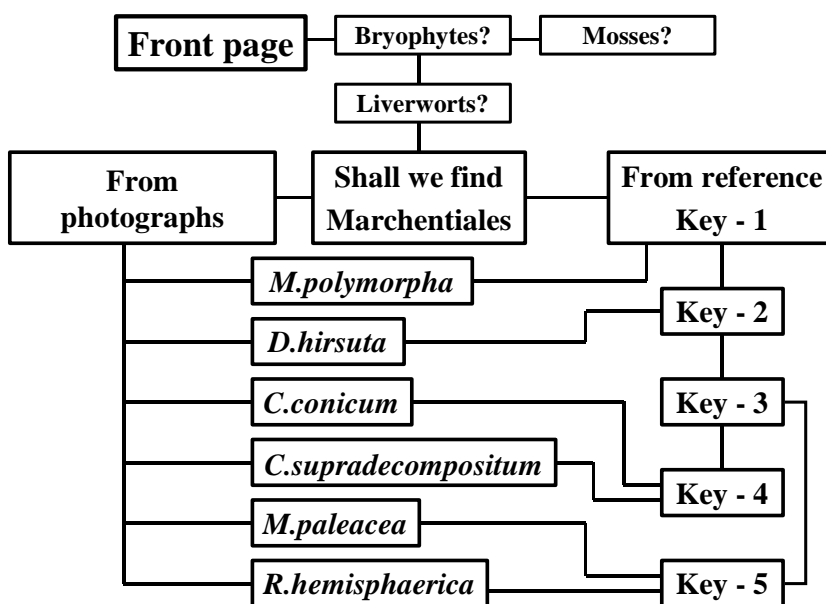 Front page
Bryophytes?
Mosses?
Liverworts?
From
photographs
Shall we find
Marchentiales
From reference
Key - 1
M.polymorpha
Key - 2
D.hirsuta
C.conicum
Key - 3
C.supradecompositum
Key - 4
M.paleacea
R.hemisphaerica
Key - 5